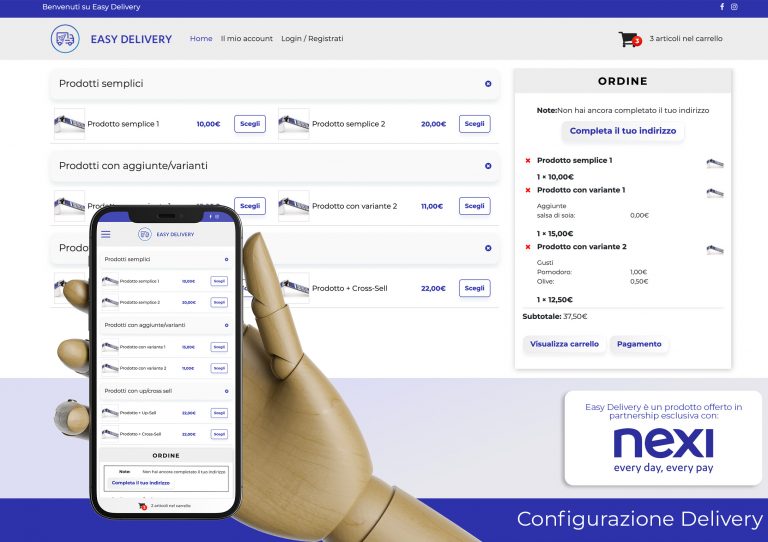 Benvenuti su Easy Delivery
EASY DELIVERY
Home
Il mio account
Login / Registrati
3
3 articoli nel carrello
Prodotti semplici
Prodotto semplice 1
10,00€
Scegli
Prodotto semplice 2
20,00€
Scegli
Prodotti con aggiunte/varianti
Scegli
Prodotto con variante 2
11,00€
Scegli
Prodotto + Cross-Sell
22,00€
Scegli
ORDINE
Note:Non hai ancora completato il tuo indirizzo
Completa il tuo indirizzo
Prodotto semplice 1
1 × 10,00€
Prodotto con variante 1
Aggiunte
salsa di soia: 0,00€
1 × 15,00€
Prodotto con variante 2
Gusti
Pomodoro: 1,00€
Olive: 0,50€
1 × 12,50€
Subtotale: 37,50€
Visualizza carrello
Pagamento
EASY DELIVERY
Prodotti semplici
Prodotto semplice 1
10,00€
Scegli
Prodotto semplice 2
20,00€
Scegli
Prodotti con aggiunte/varianti
Prodotto con variante 1
15,00€
Scegli
Prodotto con variante 2
11,00€
Scegli
Prodotti con up/cross sell
Prodotto + Up-Sell
22,00€
Scegli
Prodotto + Cross-Sell
22,00€
Scegli
ORDINE
Note: Non hai ancora completato il tuo indirizzo
Completa il tuo indirizzo
articoli nel carrello
Easy Delivery è un prodotto offerto in
partnership esclusiva con:
nexi
every day, every pay
Configurazione Delivery